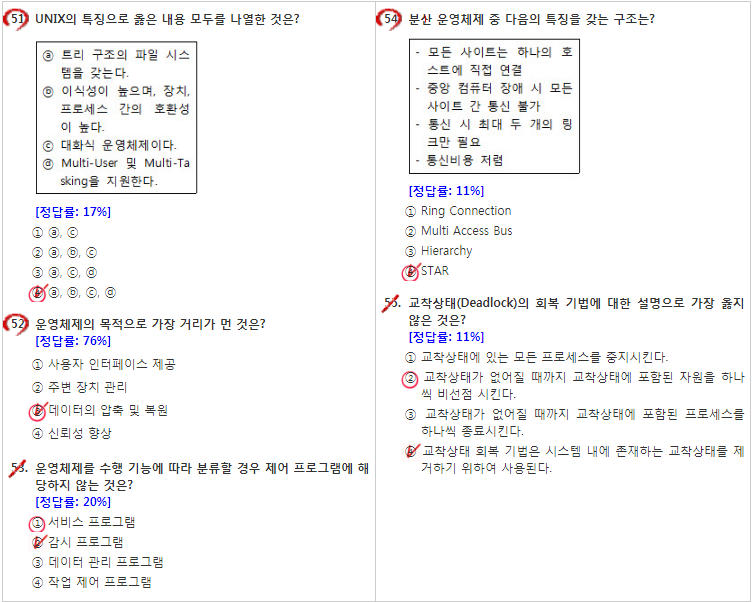 51. UNIX의 특징으로 옳은 내용 모두를 나열한 것은?
ⓐ 트리 구조의 파일 시스
템을 갖는다.
ⓑ 이식성이 높으며, 장치,
프로세스 간의 호환성
이 높다.
ⓒ 대화식 운영체제이다.
ⓓ Multi-User 및 Multi-Ta
sking을 지원한다.
[정답률: 17%]
① ⓐ, ⓒ
② ⓐ, ⓑ, ⓒ
③ ⓐ, ⓒ, ⓓ
④ ⓐ, ⓑ, ⓒ, ⓓ
52. 운영체제의 목적으로 가장 거리가 먼 것은?
[정답률: 76%]
① 사용자 인터페이스 제공
② 주변 장치 관리
③ 데이터의 압축 및 복원
④ 신뢰성 향상
53. 운영체제를 수행 기능에 따라 분류할 경우 제어 프로그램에 해
당하지 않는 것은?
[정답률: 20%]
① 서비스 프로그램
② 감시 프로그램
③ 데이터 관리 프로그램
④ 작업 제어 프로그램
54. 분산 운영체제 중 다음의 특징을 갖는 구조는?
- 모든 사이트는 하나의 호
스트에 직접 연결
- 중앙 컴퓨터 장애 시 모든
사이트 간 통신 불가
- 통신 시 최대 두 개의 링
크만 필요
- 통신비용 저렴
[정답률: 11%]
① Ring Connection
② Multi Access Bus
③ Hierarchy
④ STAR
55. 교착상태(Deadlock)의 회복 기법에 대한 설명으로 가장 옳지
않은 것은?
[정답률: 11%]
① 교착상태에 있는 모든 프로세스를 중지시킨다.
② 교착상태가 없어질 때까지 교착상태에 포함된 자원을 하나
씩 비선점 시킨다.
③ 교착상태가 없어질 때까지 교착상태에 포함된 프로세스를
하나씩 종료시킨다.
④ 교착상태 회복 기법은 시스템 내에 존재하는 교착상태를 제
거하기 위하여 사용된다.